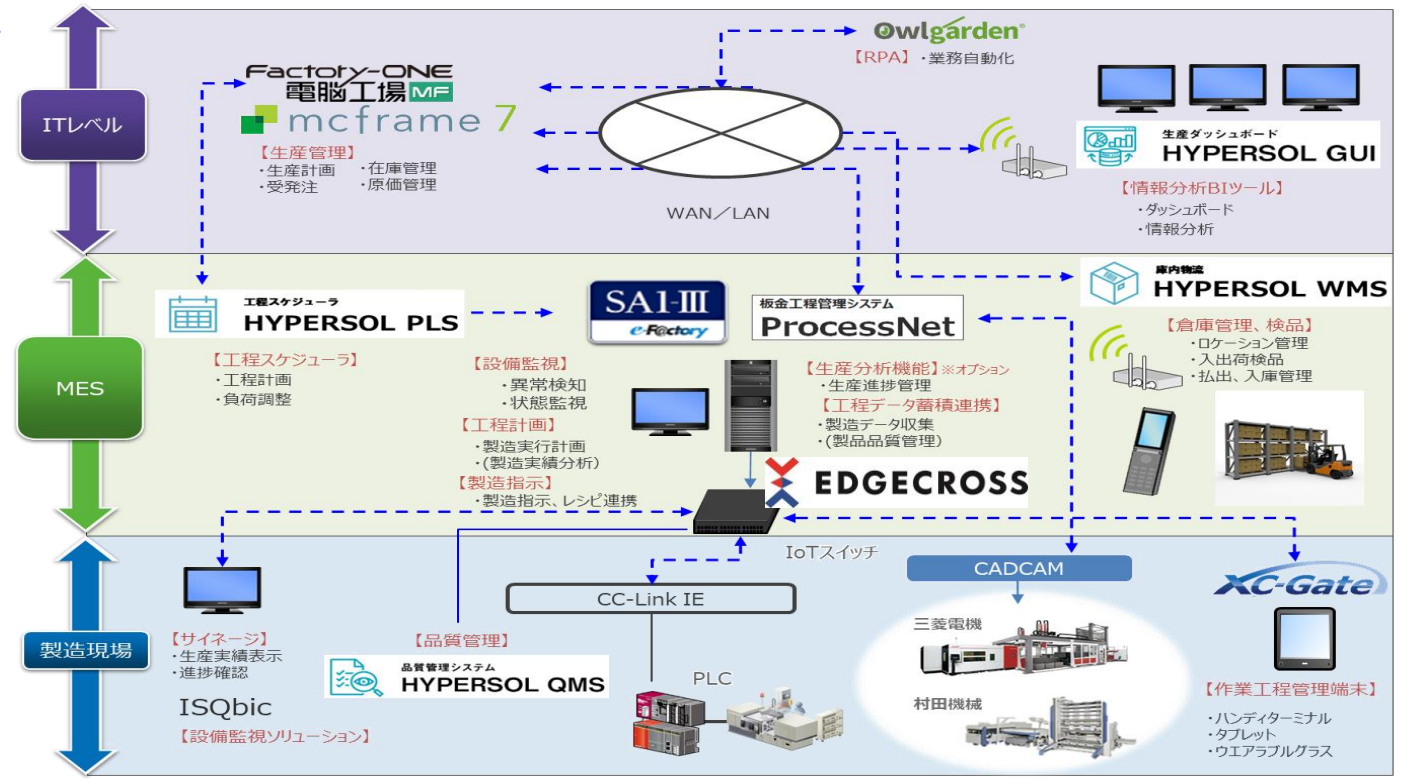 ITレベル
Owlgarden
【RPA】・業務自動化
Factory-ONE
電脳工場 MF
mcframe 7
【生産管理】
・生産計画　・在庫管理
・受発注　・原価管理
WAN／LAN
生産ダッシュボード
HYPERSOL GUI
【情報分析BIツール】
・ダッシュボード
・情報分析
MES
工程スケジューラ
HYPERSOL PLS
【工程スケジューラ】
・工程計画
・負荷調整
SA1-III
e-F@ctory
板金工程管理システム
ProcessNet
庫内物流
HYPERSOL WMS
【倉庫管理、検品】
・ロケーション管理
・入出荷検品
・払出、入庫管理
【設備監視】
・異常検知
・状態監視
【工程計画】
・製造実行計画
・(製造実績分析)
【製造指示】
・製造指示、レシピ連携
【生産分析機能】※オプション
・生産進捗管理
【工程データ蓄積連携】
・製造データ収集
・(製品品質管理)
EDGECROSS
IoTスイッチ
製造現場
【サイネージ】
・生産実績表示
・進捗確認
ISQbic
【設備監視ソリューション】
【品質管理】
品質管理システム
HYPERSOL QMS
CC-Link IE
PLC
CADCAM
三菱電機
村田機械
XC-Gate
【作業工程管理端末】
・ハンディターミナル
・タブレット
・ウエアラブルグラス